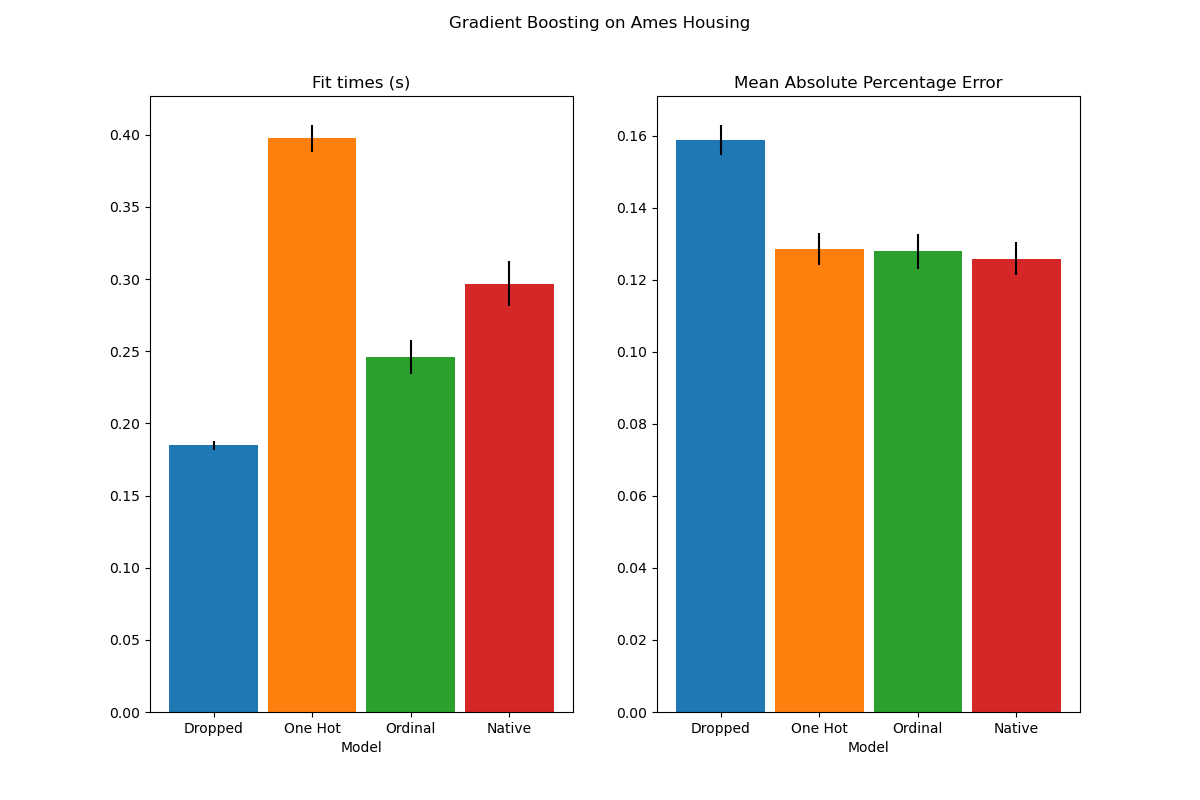 Gradient Boosting on Ames Housing
Fit times (s)
0.40
0.35
0.30
0.25
0.20
0.15
0.10
0.05
0.00
Dropped One Hot Ordinal Native
Model
Mean Absolute Percentage Error
0.16
0.14
0.12
0.10
0.08
0.06
0.04
0.02
0.00
Dropped One Hot Ordinal Native
Model